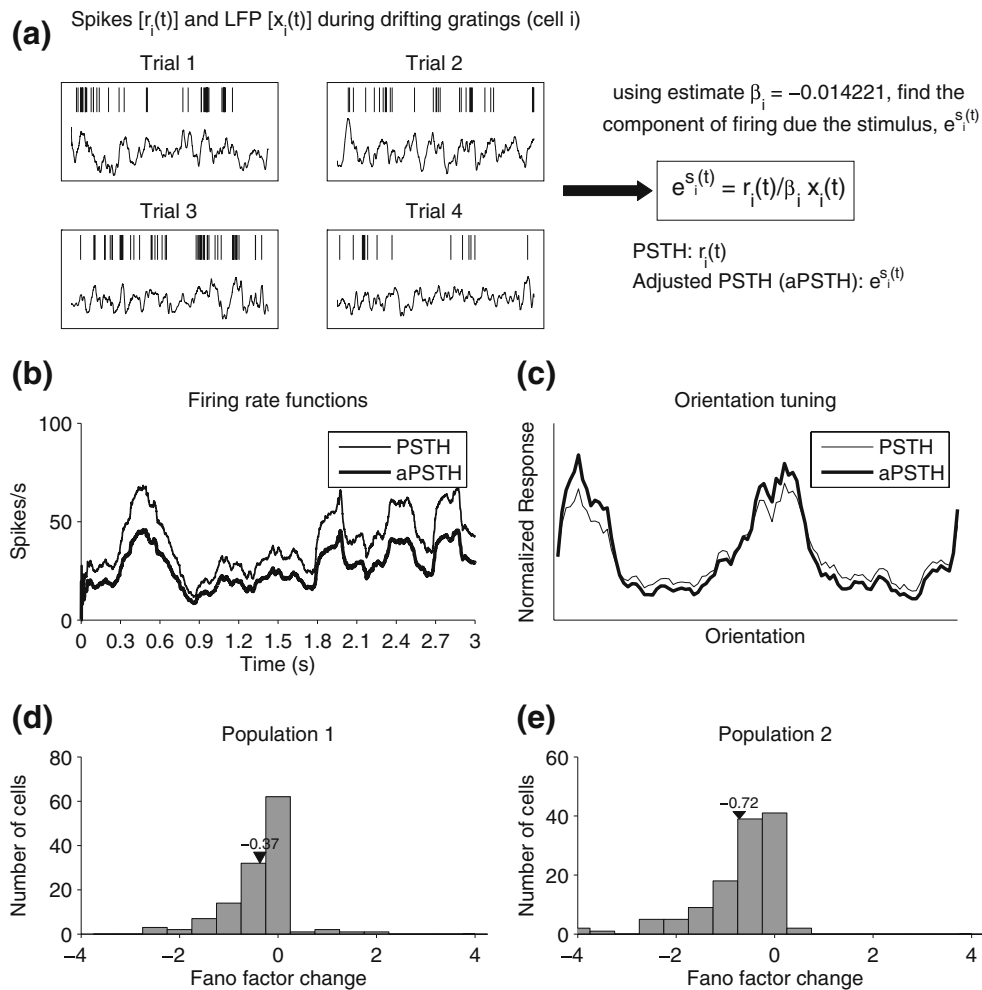 (a) Spikes [r_i(t)] and LFP [x_i(t)] during drifting gratings (cell i)
Trial 1
Trial 2
Trial 3
Trial 4
using estimate β_i = −0.014221, find the
component of firing due the stimulus, e^{s_i(t)}
e^{s_i(t)} = r_i(t)/β_i x_i(t)
PSTH: r_i(t)
Adjusted PSTH (aPSTH): e^{s_i(t)}
(b)
Firing rate functions
PSTH
aPSTH
Spikes/s
100
50
0
0 0.3 0.6 0.9 1.2 1.5 1.8 2.1 2.4 2.7 3
Time (s)
(c)
Orientation tuning
PSTH
aPSTH
Normalized Response
Orientation
(d)
Population 1
Number of cells
80
60
40
20
0
−0.37
−4 −2 0 2 4
Fano factor change
(e)
Population 2
Number of cells
60
40
20
0
−0.72
−4 −2 0 2 4
Fano factor change